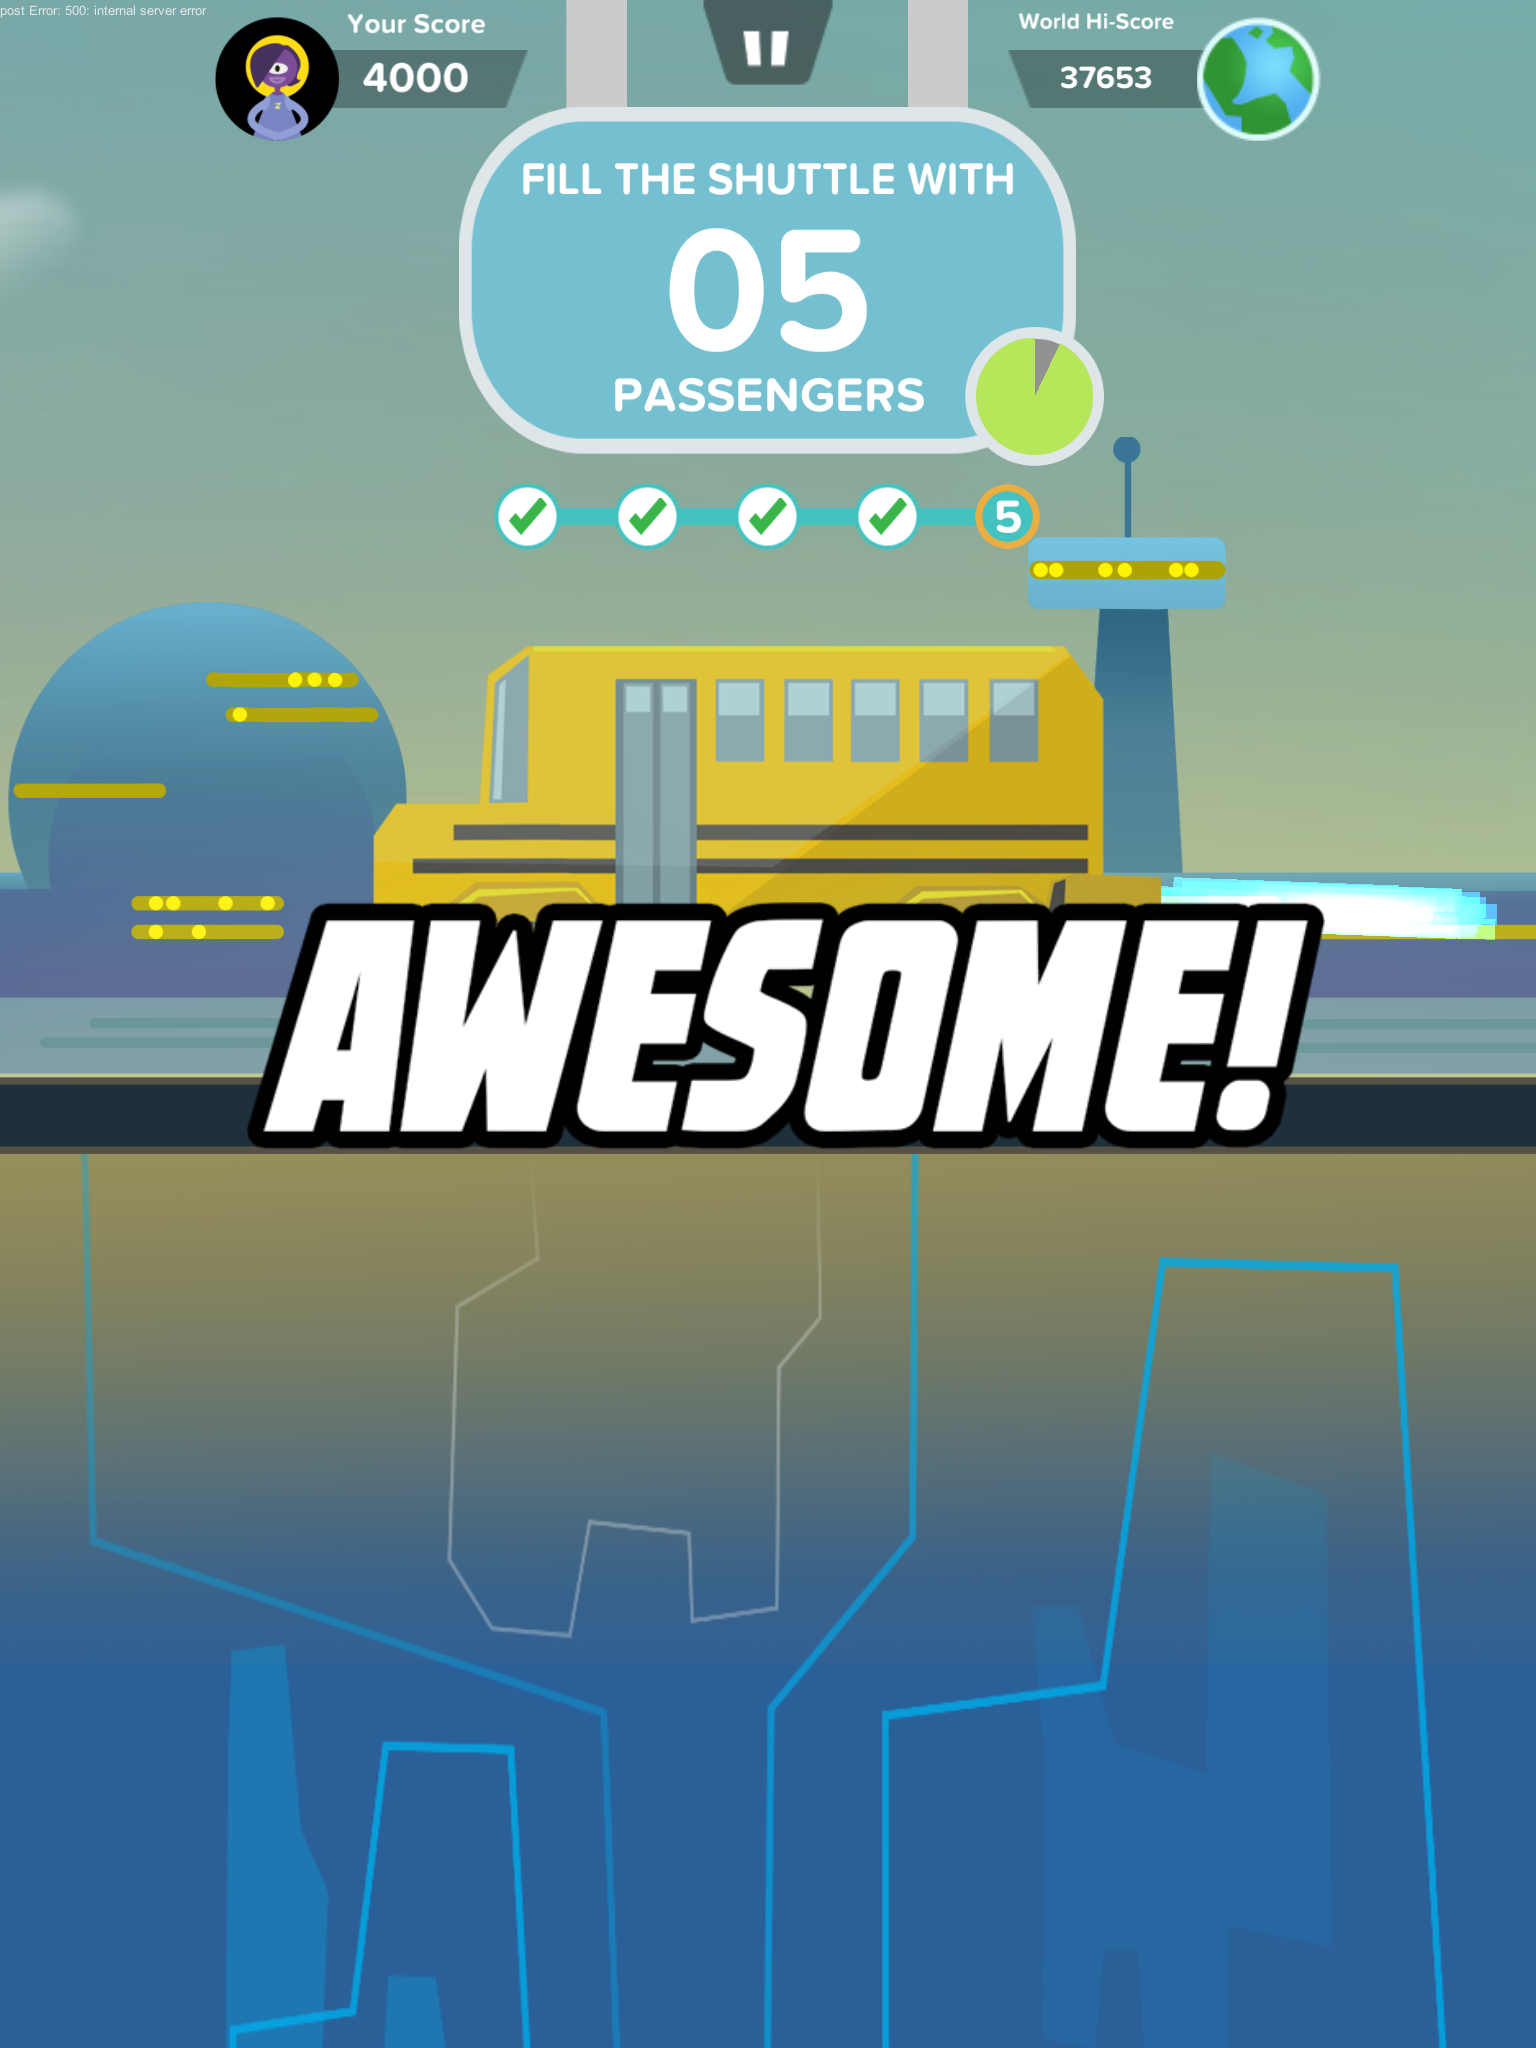 post Error: 500: internal server error
Your Score
4000
World Hi-Score
37653
FILL THE SHUTTLE WITH
05
PASSENGERS
5
AWESOME!